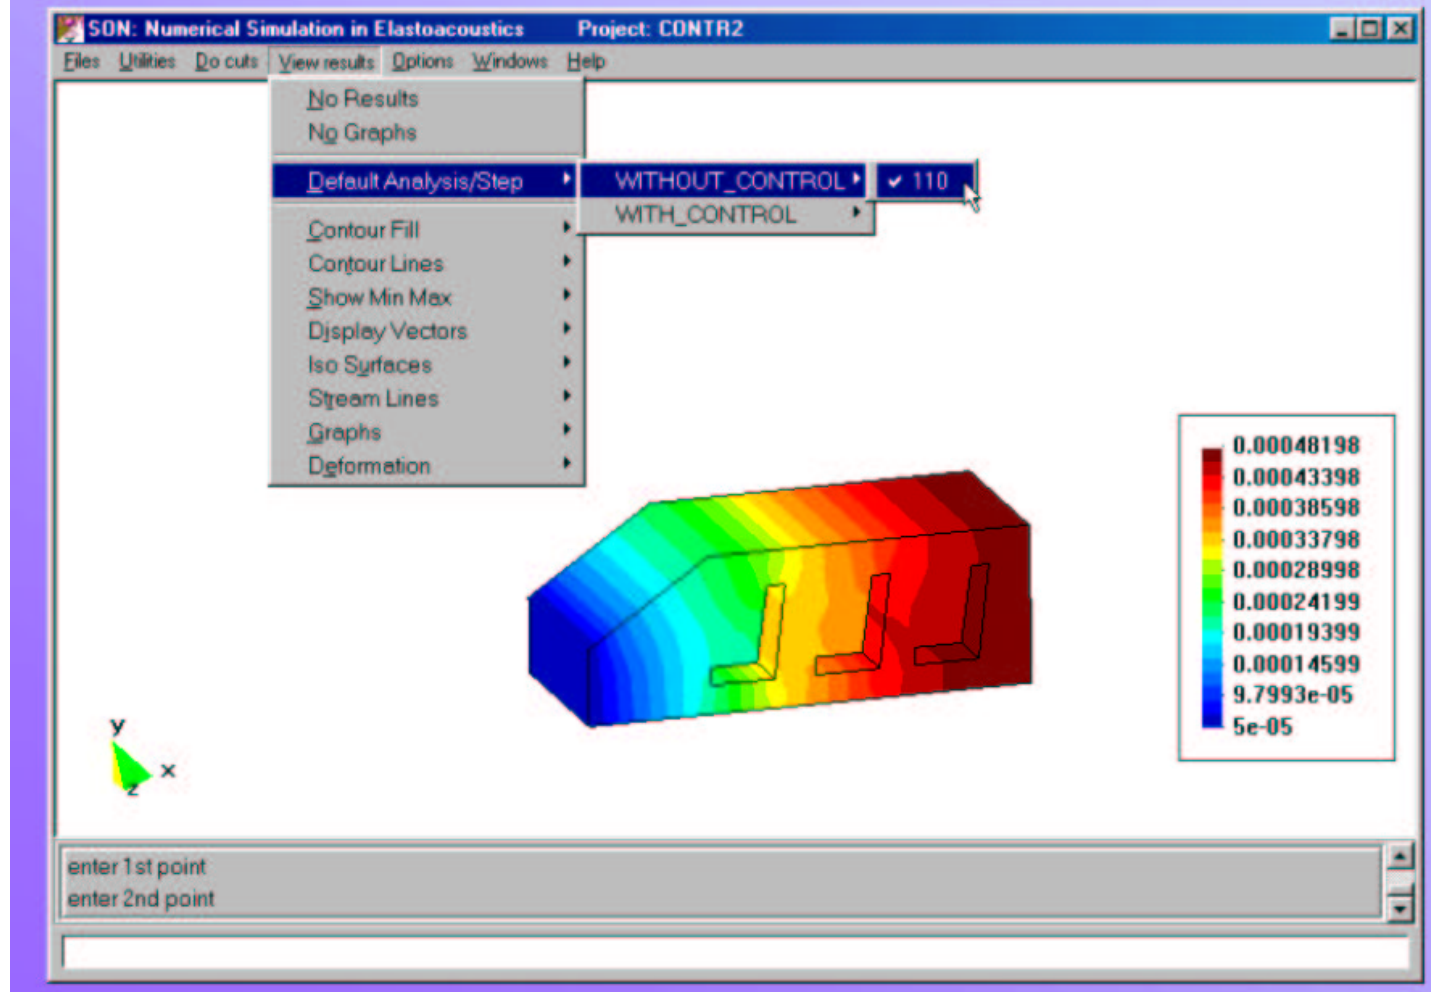 SON: Numerical Simulation in Elastoacoustics Project: CONTR2
Files Utilities Do cuts View results Options Windows Help
No Results
No Graphs
Default Analysis/Step WITHOUT_CONTROL 110
WITH_CONTROL
Contour Fill
Contour Lines
Show Min Max
Display Vectors
Iso Surfaces
Stream Lines
Graphs
Deformation
0.00048198
0.00043398
0.00038598
0.00033798
0.00028998
0.00024199
0.00019399
0.00014599
9.7993e-05
5e-05
y
x
z
enter 1st point
enter 2nd point